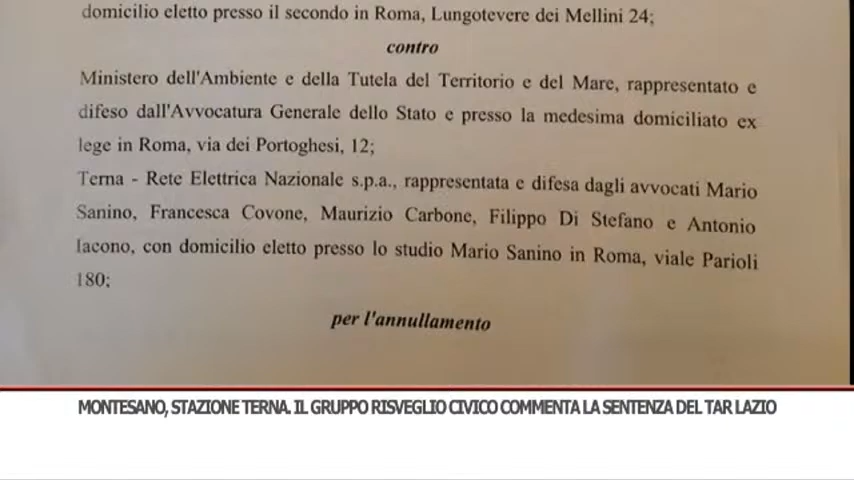 domicilio eletto presso il secondo in Roma, Lungotevere dei Mellini 24;
contro
Ministero dell'Ambiente e della Tutela del Territorio e del Mare, rappresentato e
difeso dall'Avvocatura Generale dello Stato e presso la medesima domiciliato ex
lege in Roma, via dei Portoghesi, 12;
Terna - Rete Elettrica Nazionale s.p.a., rappresentata e difesa dagli avvocati Mario
Sanino, Francesca Covone, Maurizio Carbone, Filippo Di Stefano e Antonio
Iacono, con domicilio eletto presso lo studio Mario Sanino in Roma, viale Parioli
180;
per l'annullamento
MONTESANO, STAZIONE TERNA. IL GRUPPO RISVEGLIO CIVICO COMMENTA LA SENTENZA DEL TAR LAZIO